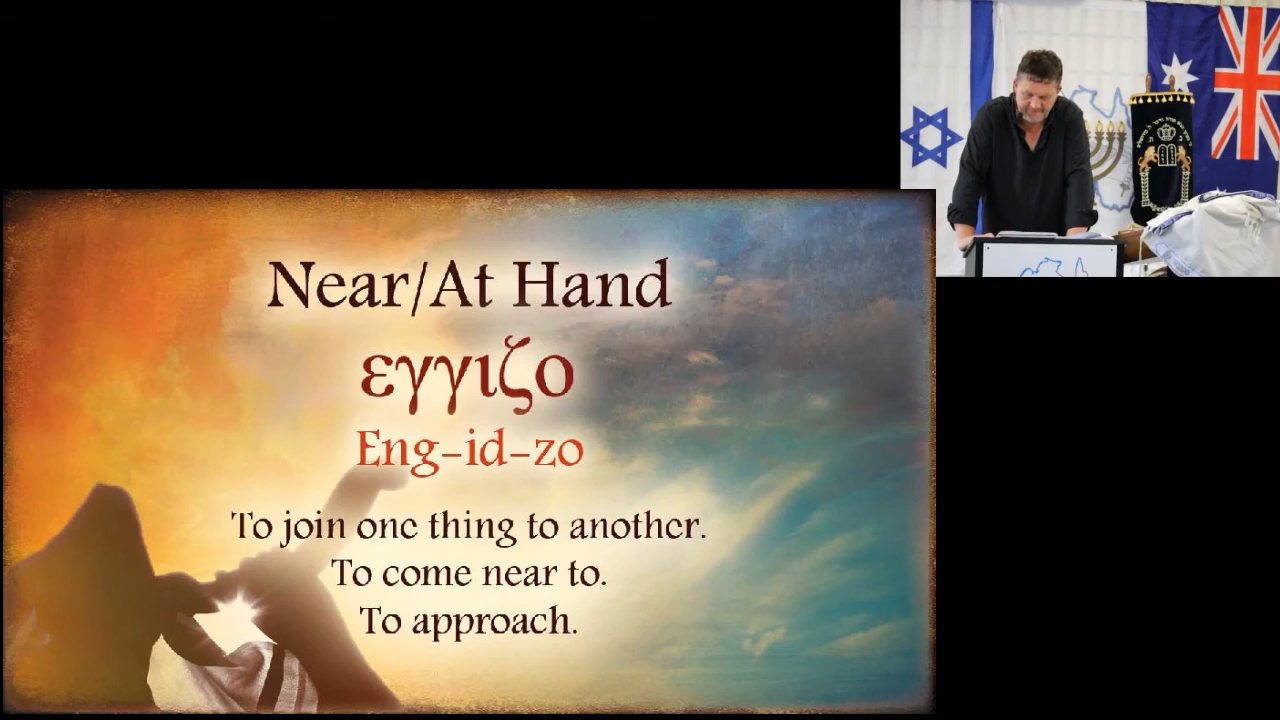 Near/At Hand
εγγιζο
Eng-id-zo
To join one thing to another.
To come near to.
To approach.